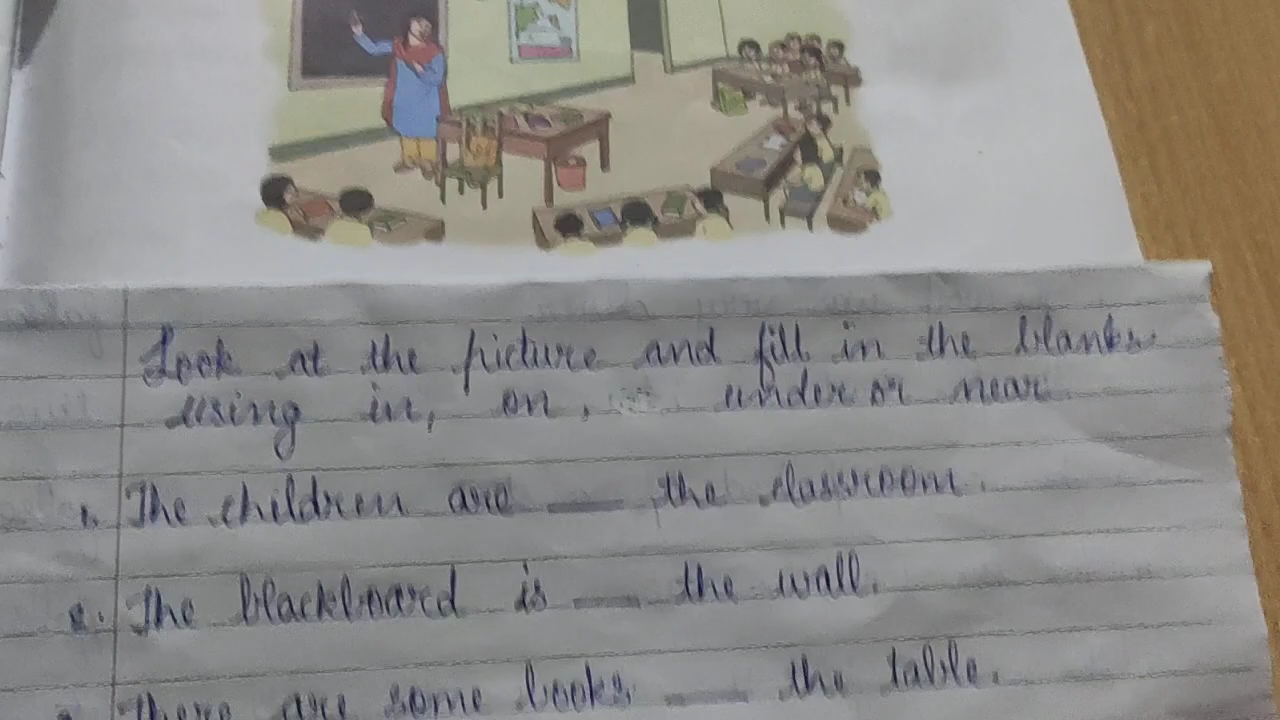 Look at the picture and fill in the blanks
using in, on, under or near
1. The children are ___ the classroom.
2. The blackboard is ___ the wall.
There are some books ___ the table.